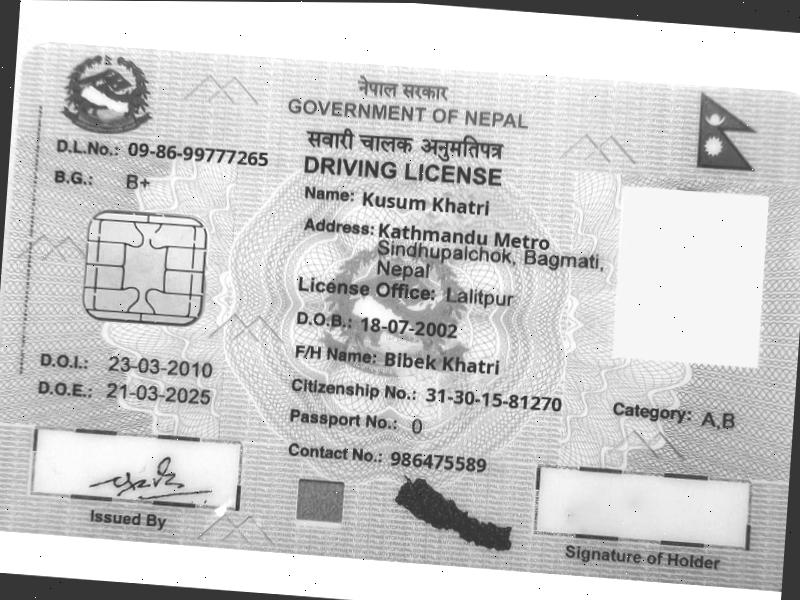 नेपाल सरकार
GOVERNMENT OF NEPAL
सवारी चालक अनुमतिपत्र
DRIVING LICENSE
D.L.No.: 09-86-99777265
B.G.: B+
Name: Kusum Khatri
Address: Kathmandu Metro
Sindhupalchok, Bagmati,
Nepal
License Office: Lalitpur
D.O.B.: 18-07-2002
F/H Name: Bibek Khatri
D.O.I.: 23-03-2010
D.O.E.: 21-03-2025
Citizenship No.: 31-30-15-81270
Passport No.: 0
Contact No.: 986475589
Category: A,B
Issued By
Signature of Holder